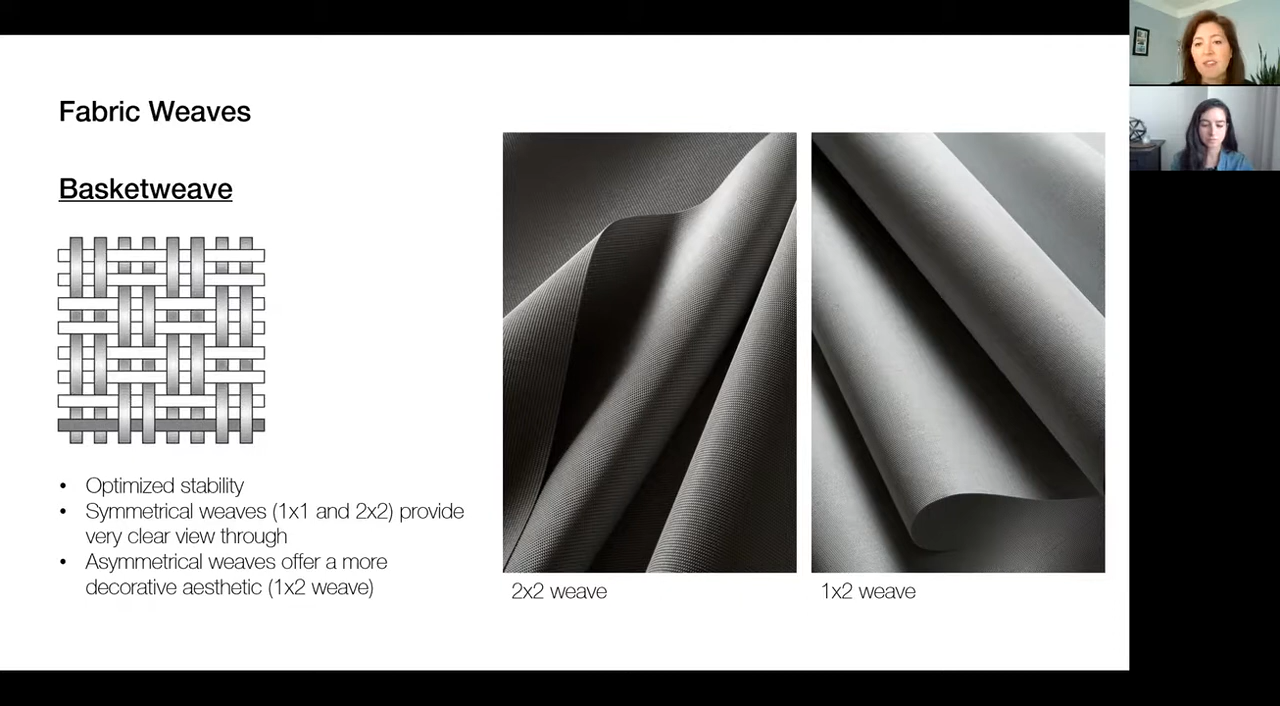 Fabric Weaves
Basketweave
• Optimized stability
• Symmetrical weaves (1x1 and 2x2) provide
very clear view through
• Asymmetrical weaves offer a more
decorative aesthetic (1x2 weave)
2x2 weave
1x2 weave